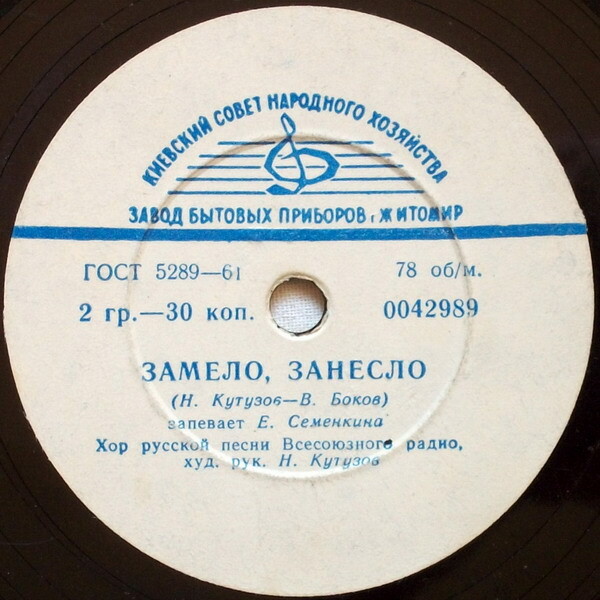 КИЕВСКИЙ СОВЕТ НАРОДНОГО ХОЗЯЙСТВА
ЗАВОД БЫТОВЫХ ПРИБОРОВ г. ЖИТОМИР
ГОСТ 5289—61 78 об/м.
2 гр.—30 коп. 0042989
ЗАМЕЛО, ЗАНЕСЛО
(Н. Кутузов—В. Боков)
запевает Е. Семенкина
Хор русской песни Всесоюзного радио,
худ. рук. Н. Кутузов